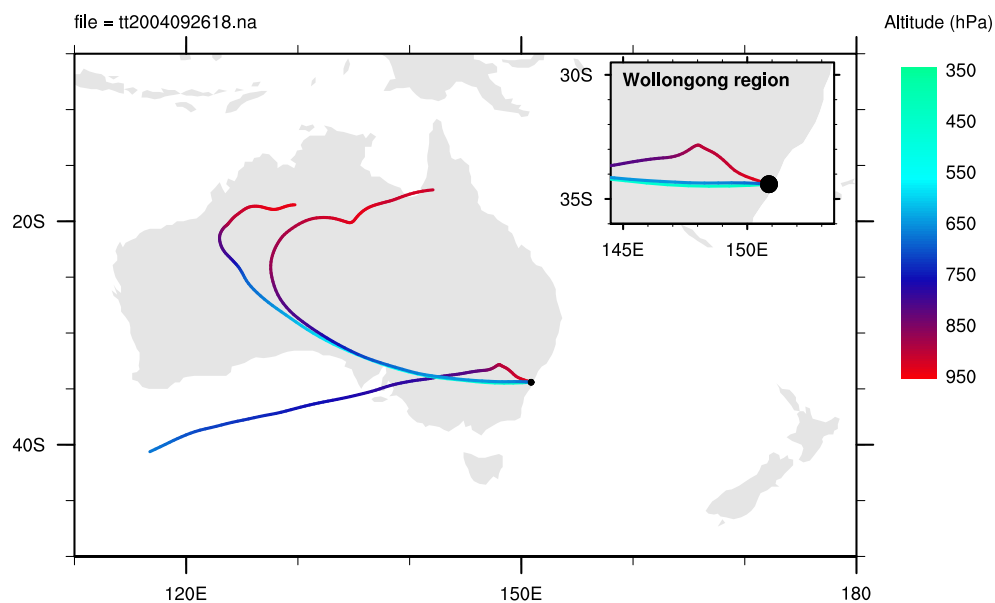 file = tt2004092618.na
Altitude (hPa)
Wollongong region
30S
35S
145E
150E
20S
40S
120E
150E
180
350
450
550
650
750
850
950